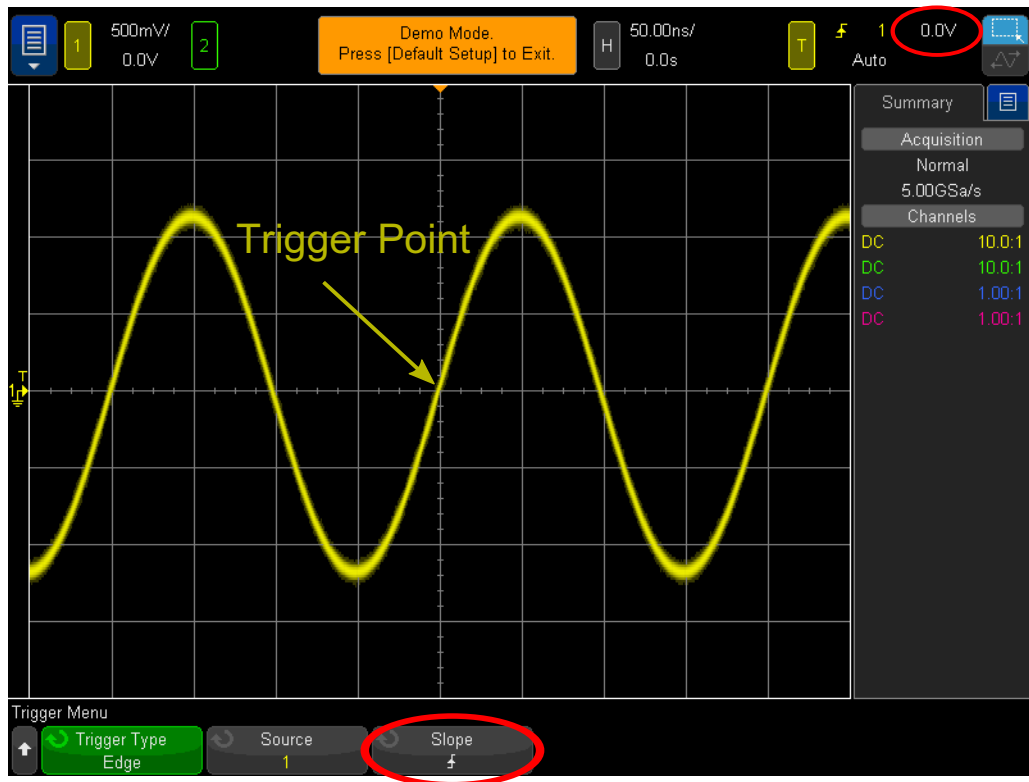 1
500mV/
0.0V
2
Demo Mode.
Press [Default Setup] to Exit.
H
50.00ns/
0.0s
T
1
0.0V
Auto
Summary
Acquisition
Normal
5.00GSa/s
Channels
DC 10.0:1
DC 10.0:1
DC 1.00:1
DC 1.00:1
Trigger Point
T
1
Trigger Menu
Trigger Type
Edge
Source
1
Slope